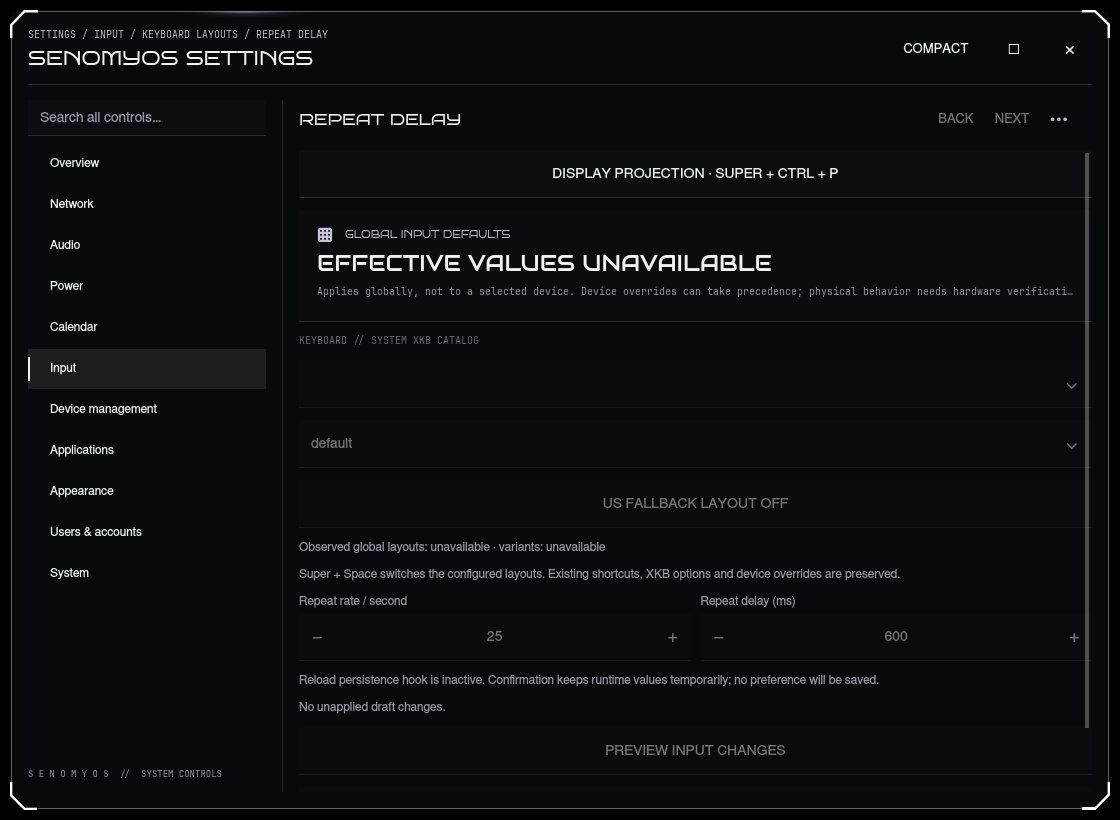 SETTINGS / INPUT / KEYBOARD LAYOUTS / REPEAT DELAY
SENOMYOS SETTINGS
COMPACT
Search all controls...
REPEAT DELAY
BACK
NEXT
Overview
Network
Audio
Power
Calendar
Input
Device management
Applications
Appearance
Users & accounts
System
DISPLAY PROJECTION · SUPER + CTRL + P
GLOBAL INPUT DEFAULTS
EFFECTIVE VALUES UNAVAILABLE
Applies globally, not to a selected device. Device overrides can take precedence; physical behavior needs hardware verificati…
KEYBOARD // SYSTEM XKB CATALOG
default
US FALLBACK LAYOUT OFF
Observed global layouts: unavailable · variants: unavailable
Super + Space switches the configured layouts. Existing shortcuts, XKB options and device overrides are preserved.
Repeat rate / second
Repeat delay (ms)
− 25 +
− 600 +
Reload persistence hook is inactive. Confirmation keeps runtime values temporarily; no preference will be saved.
No unapplied draft changes.
PREVIEW INPUT CHANGES
SENOMYOS // SYSTEM CONTROLS